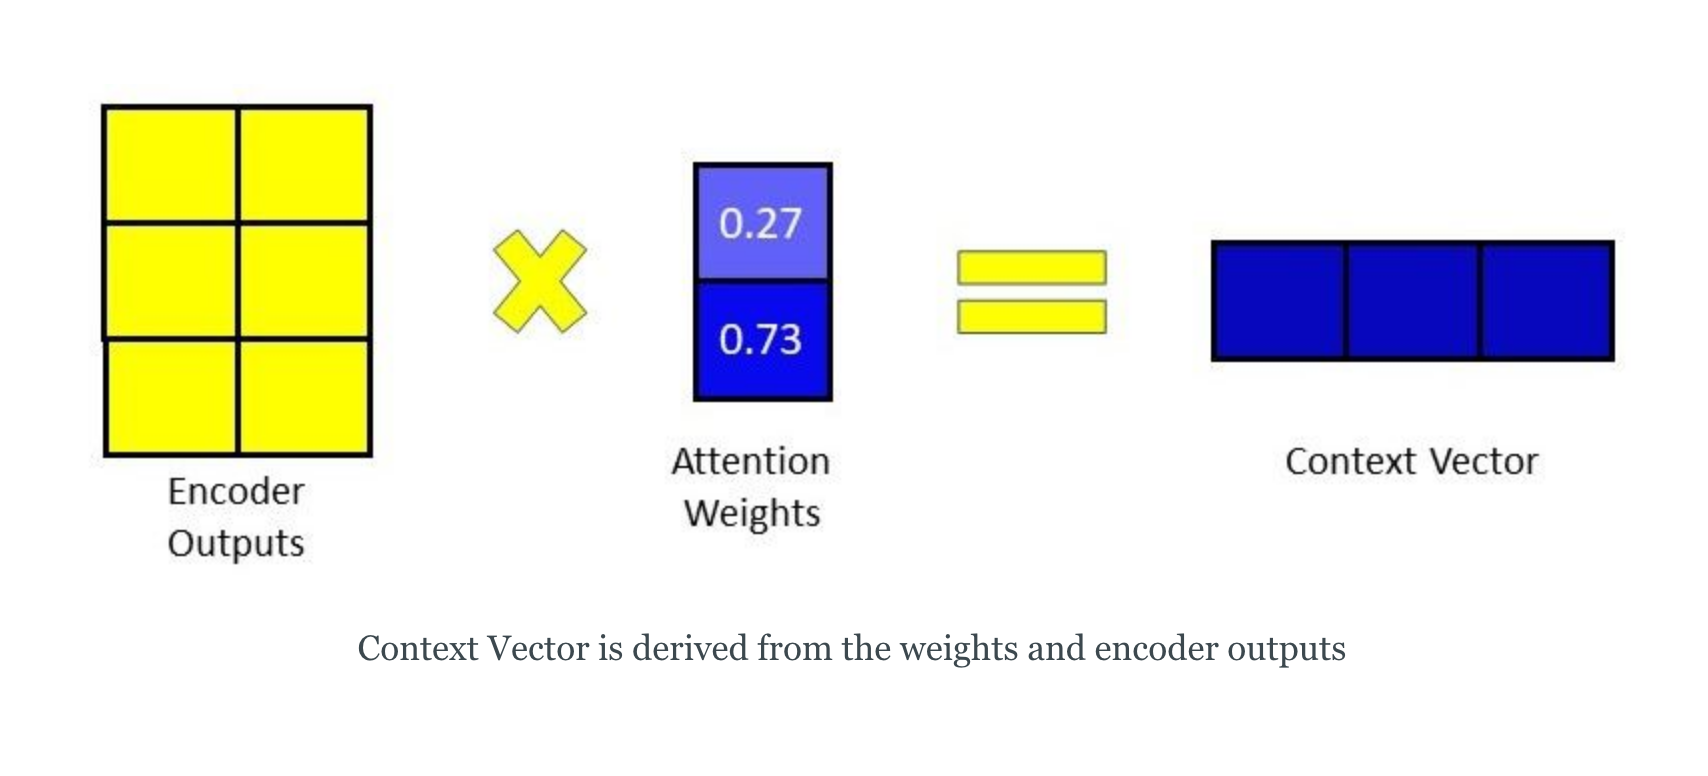 0.27
0.73
Encoder
Outputs
Attention
Weights
Context Vector
Context Vector is derived from the weights and encoder outputs